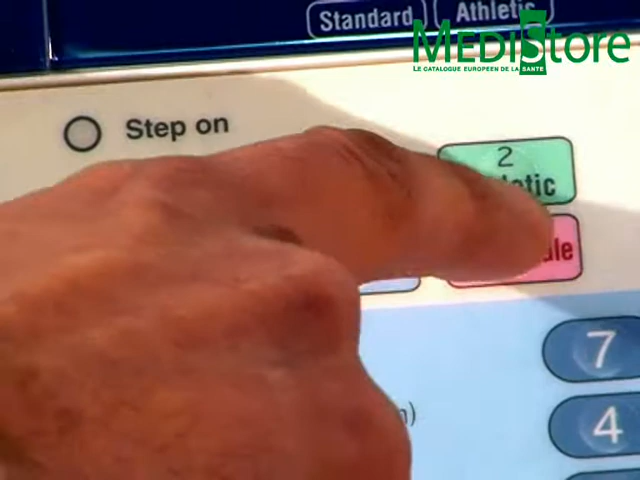 Standard
Athletic
MEDISTORE
LE CATALOGUE EUROPEEN DE LA SANTE
Step on
2
7
4